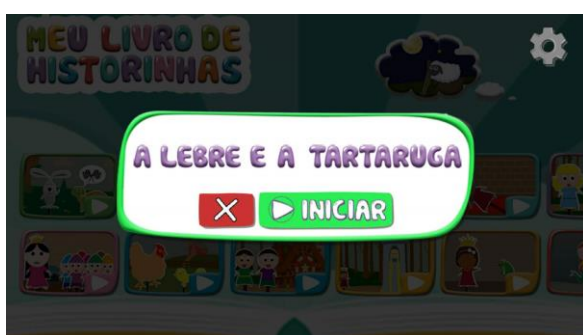 MEU LIVRO DE
HISTORINHAS
A LEBRE E A TARTARUGA
X INICIAR